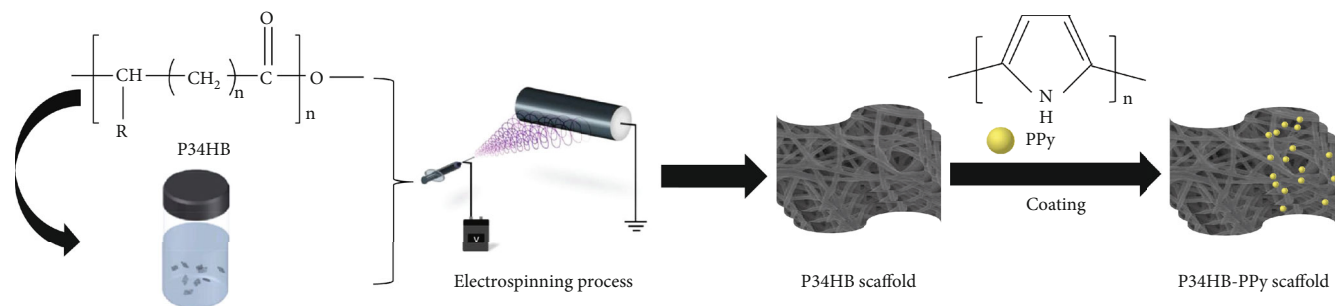 O
CH
(CH2)n
C
O
n
R
P34HB
V
Electrospinning process
P34HB scaffold
N
H
n
PPy
Coating
P34HB-PPy scaffold